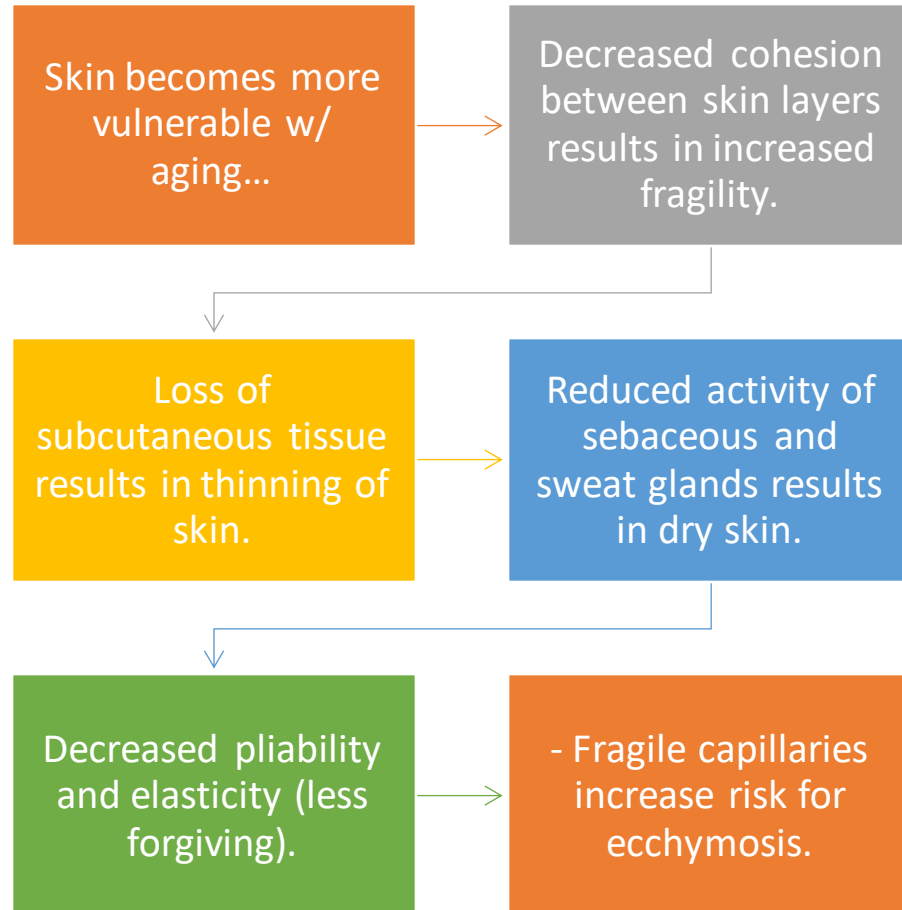 Skin becomes more
vulnerable w/
aging…
Decreased cohesion
between skin layers
results in increased
fragility.
Loss of
subcutaneous tissue
results in thinning of
skin.
Reduced activity of
sebaceous and
sweat glands results
in dry skin.
Decreased pliability
and elasticity (less
forgiving).
- Fragile capillaries
increase risk for
ecchymosis.